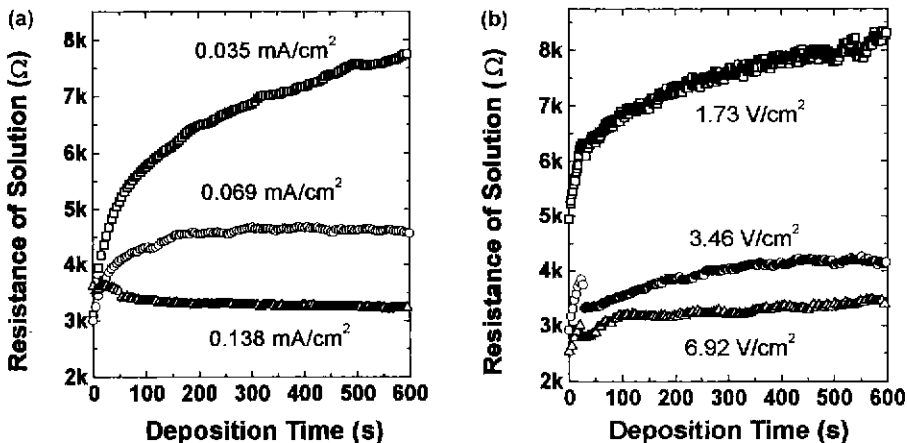 (a)
Resistance of Solution (Ω)
8k
7k
6k
5k
4k
3k
2k
0.035 mA/cm²
0.069 mA/cm²
0.138 mA/cm²
0 100 200 300 400 500 600
Deposition Time (s)
(b)
Resistance of Solution (Ω)
8k
7k
6k
5k
4k
3k
2k
1.73 V/cm²
3.46 V/cm²
6.92 V/cm²
0 100 200 300 400 500 600
Deposition Time (s)